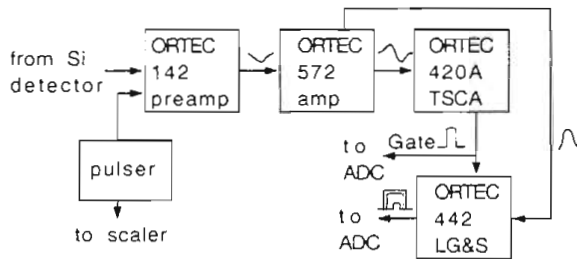 from Si
detector
ORTEC
142
preamp
ORTEC
572
amp
ORTEC
420A
TSCA
pulser
to scaler
Gate
to
ADC
ORTEC
442
LG&S
to
ADC